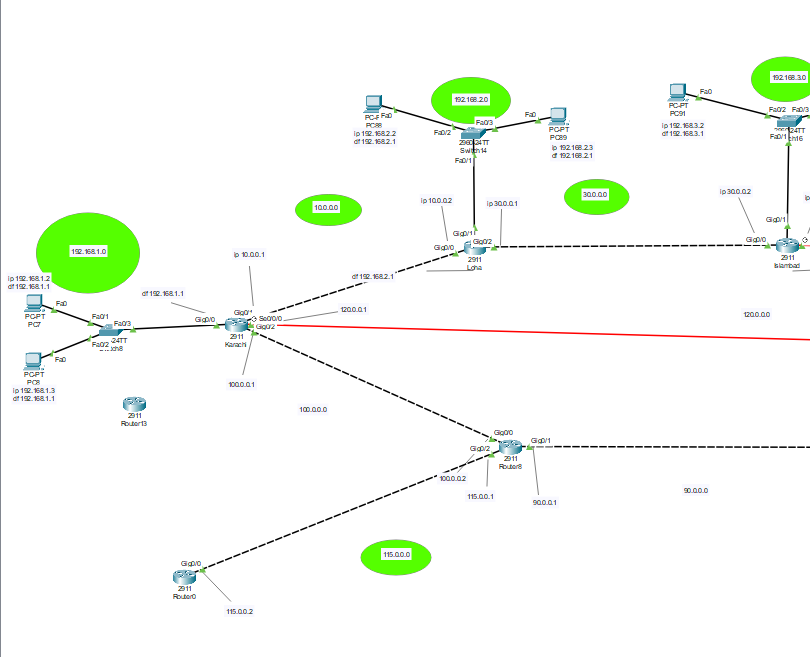 192.168.2.0
192.168.3.0
PC-PT
PC91
Fa0
Fa0/2
Fa0/3
Fa0/1
ip 192.168.3.2
df 192.168.3.1
PC88
Fa0
ip 192.168.2.2
df 192.168.2.1
Fa0/2
Fa0/3
Fa0
PC-PT
PC89
Switch14
Fa0/1
ip 192.168.2.3
df 192.168.2.1
10.0.0.0
30.0.0.0
ip 10.0.0.2
ip 30.0.0.1
ip 30.0.0.2
192.168.1.0
Gig0/1
Gig0/0
Gig0/2
2911
Gig0/1
Gig0/0
2911
Islambad
ip 10.0.0.1
df 192.168.2.1
ip 192.168.1.2
df 192.168.1.1
Fa0
PC-PT
PC7
df 192.168.1.1
Fa0/1
Fa0/3
24TT
Fa0/2
Gig0/0
Gig0/1
Se0/0/0
Gig0/2
2911
Karachi
120.0.0.1
120.0.0.0
Fa0
PC-PT
PC8
ip 192.168.1.3
df 192.168.1.1
100.0.0.1
2911
Router13
100.0.0.0
Gig0/0
Gig0/2
Gig0/1
2911
Router8
100.0.0.2
115.0.0.1
90.0.0.1
90.0.0.0
115.0.0.0
Gig0/0
2911
Router0
115.0.0.2